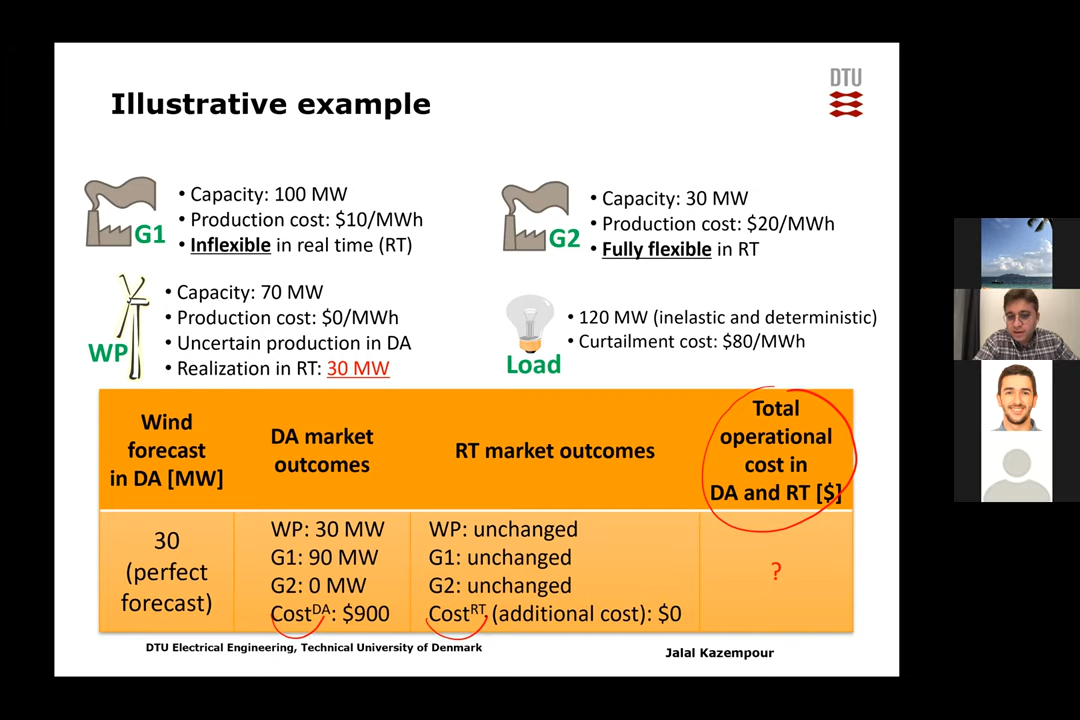 DTU
Illustrative example
• Capacity: 100 MW
• Production cost: $10/MWh
• Inflexible in real time (RT)
G1
• Capacity: 30 MW
• Production cost: $20/MWh
• Fully flexible in RT
G2
• Capacity: 70 MW
• Production cost: $0/MWh
• Uncertain production in DA
• Realization in RT: 30 MW
WP
• 120 MW (inelastic and deterministic)
• Curtailment cost: $80/MWh
Load
Wind
forecast
in DA [MW]
DA market
outcomes
RT market outcomes
Total
operational
cost in
DA and RT [$]
30
(perfect
forecast)
WP: 30 MW
G1: 90 MW
G2: 0 MW
CostDA: $900
WP: unchanged
G1: unchanged
G2: unchanged
CostRT (additional cost): $0
?
DTU Electrical Engineering, Technical University of Denmark
Jalal Kazempour